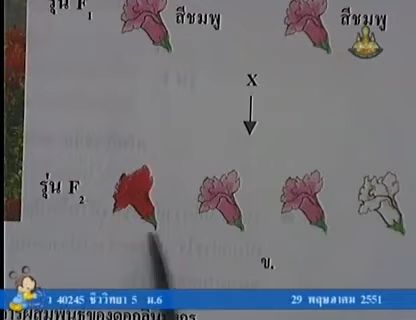 รุ่น F1
สีชมพู
สีชมพู
X
รุ่น F2
ข.
ว 40245 ชีววิทยา 5 ม.6
29 พฤษภาคม 2551